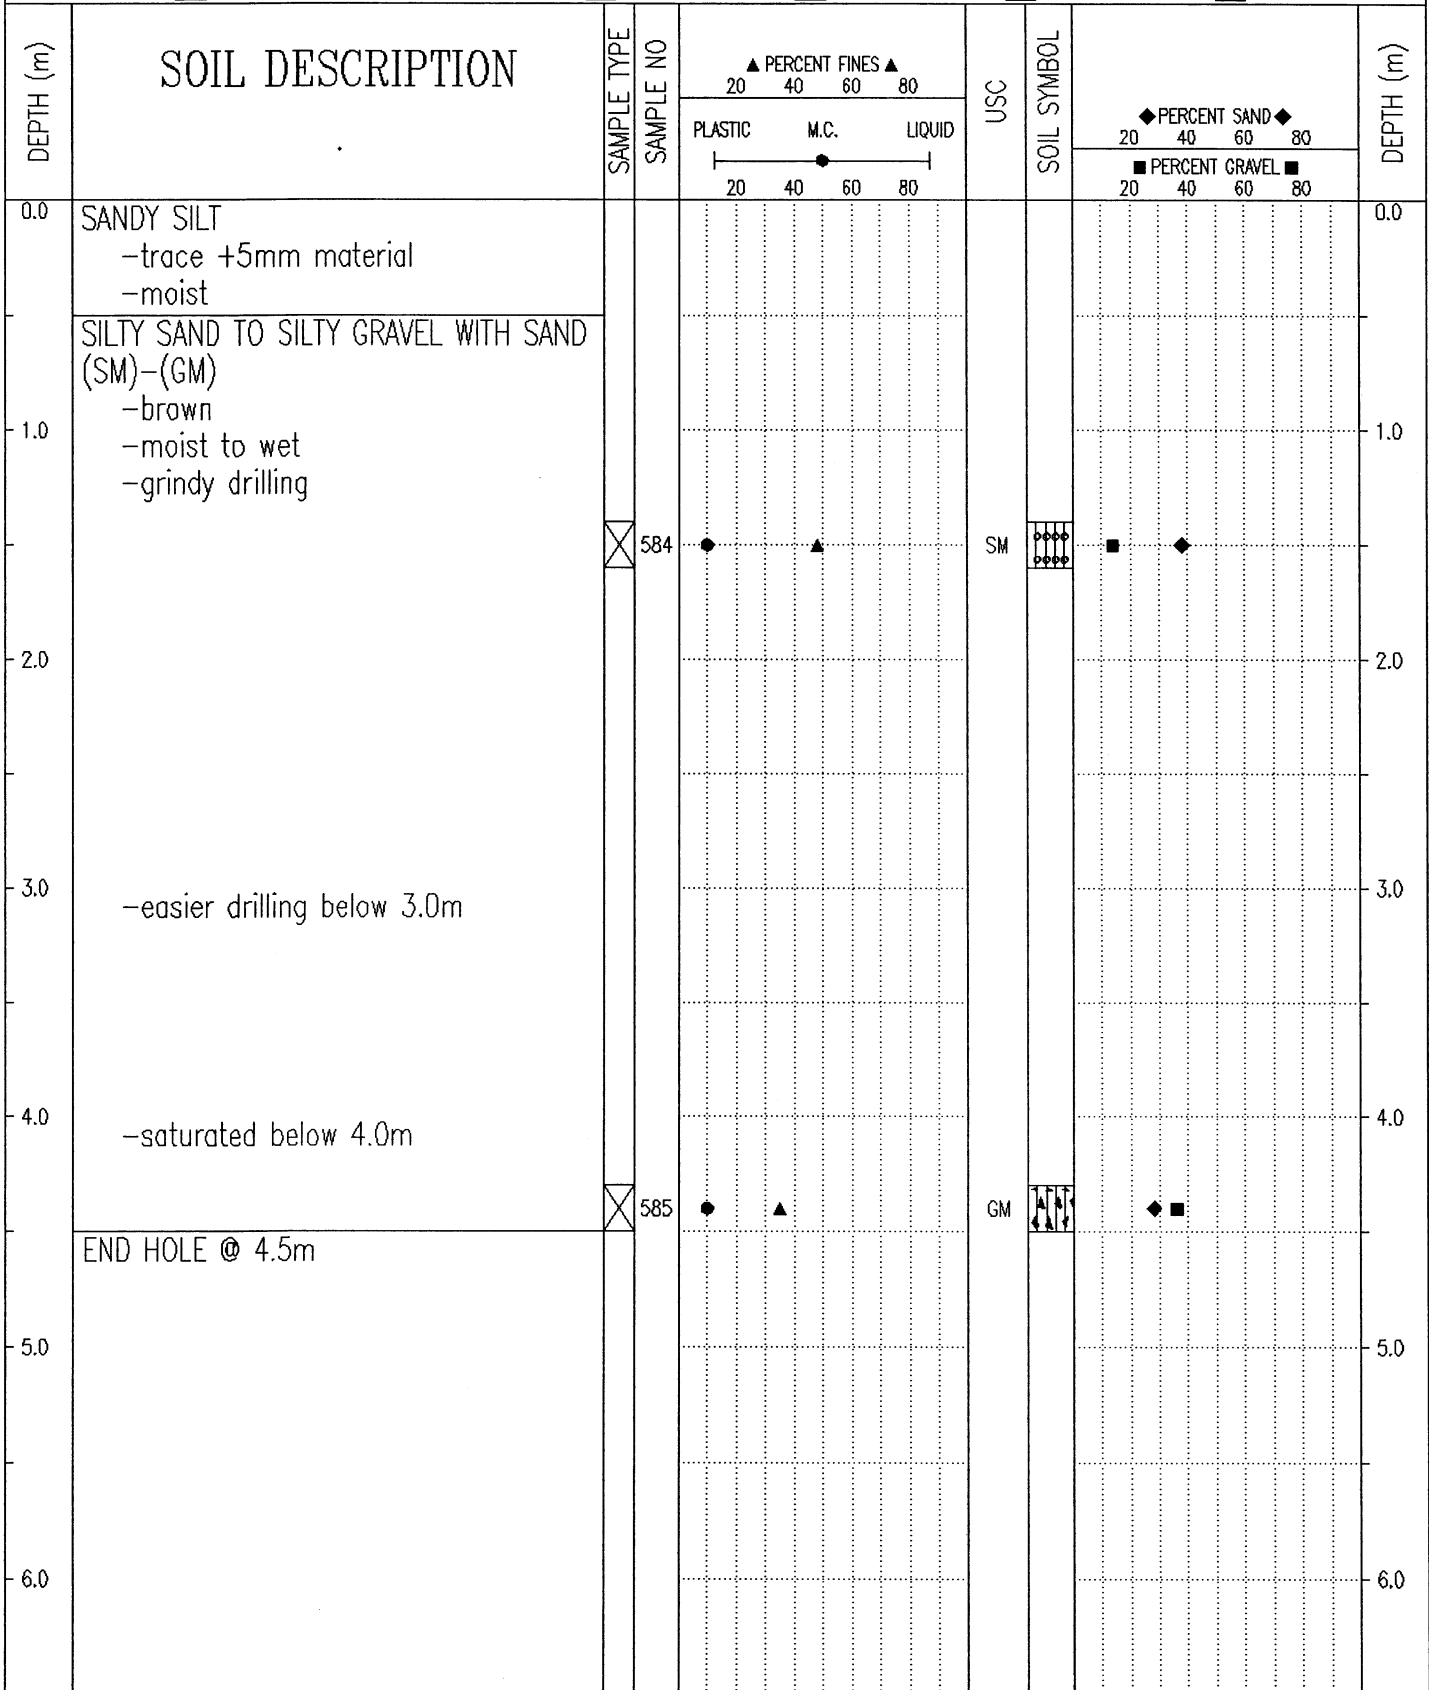 DEPTH (m)
SOIL DESCRIPTION
SAMPLE TYPE
SAMPLE NO
▲ PERCENT FINES ▲
20 40 60 80
PLASTIC M.C. LIQUID
20 40 60 80
USC
SOIL SYMBOL
◆PERCENT SAND◆
20 40 60 80
■ PERCENT GRAVEL ■
20 40 60 80
DEPTH (m)
0.0
SANDY SILT
0.0
-trace +5mm material
-moist
SILTY SAND TO SILTY GRAVEL WITH SAND
(SM)-(GM)
-brown
1.0
-moist to wet
1.0
-grindy drilling
584
SM
2.0
2.0
3.0
-easier drilling below 3.0m
3.0
4.0
-saturated below 4.0m
4.0
585
GM
END HOLE @ 4.5m
5.0
5.0
6.0
6.0